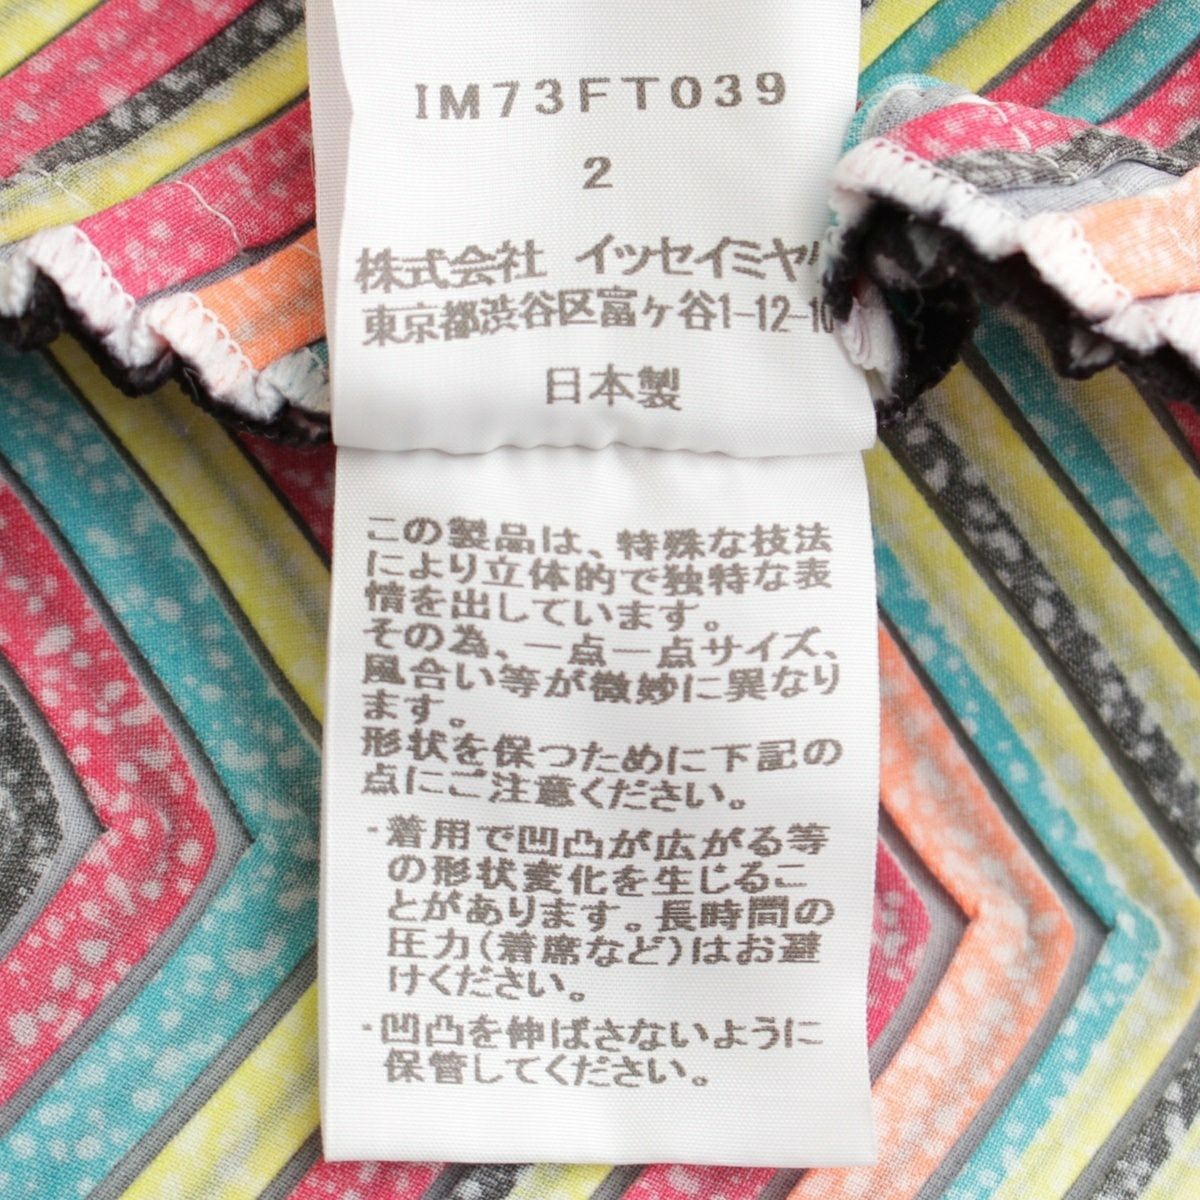 IM73FT039
2
株式会社 イッセイミヤ
東京都渋谷区富ヶ谷1-12-10
日本製
この製品は、特殊な技法
により立体的で独特な表
情を出しています。
その為、一点一点サイズ、
風合い等が微妙に異なり
ます。
形状を保つために下記の
点にご注意ください。
・着用で凹凸が広がる等
の形状変化を生じるこ
とがあります。長時間の
圧力(着席など)はお避
けください。
・凹凸を伸ばさないように
保管してください。